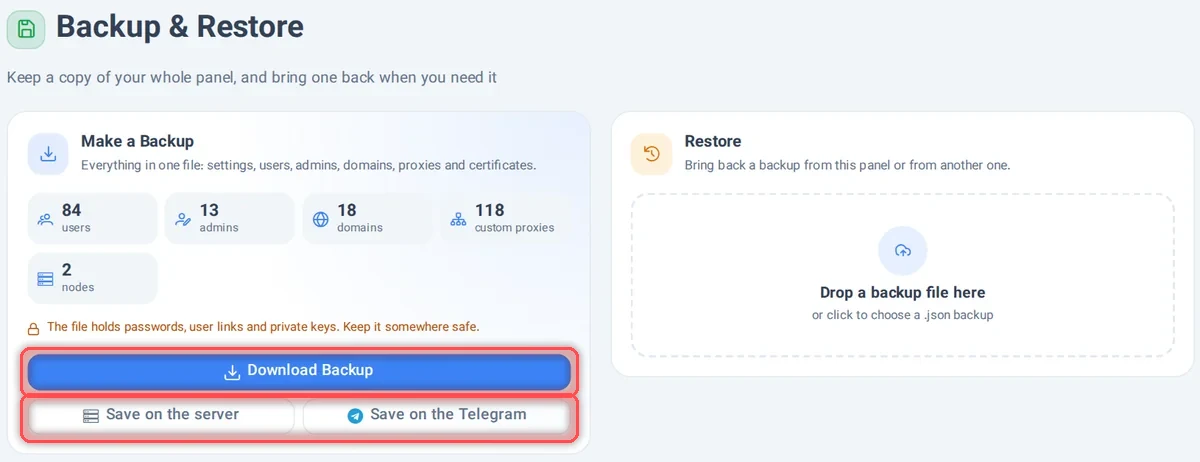 Backup & Restore
Keep a copy of your whole panel, and bring one back when you need it
Make a Backup
Everything in one file: settings, users, admins, domains, proxies and certificates.
84
users
13
admins
18
domains
118
custom proxies
2
nodes
The file holds passwords, user links and private keys. Keep it somewhere safe.
Download Backup
Save on the server
Save on the Telegram
Restore
Bring back a backup from this panel or from another one.
Drop a backup file here
or click to choose a .json backup